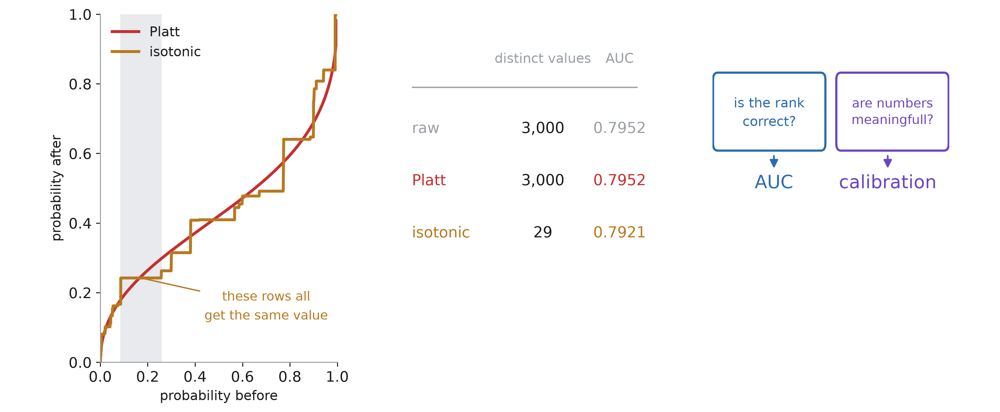 1.0
0.8
0.6
0.4
0.2
0.0
probability after
Platt
isotonic
these rows all
get the same value
0.0 0.2 0.4 0.6 0.8 1.0
probability before
distinct values AUC
raw 3,000 0.7952
Platt 3,000 0.7952
isotonic 29 0.7921
is the rank
correct?
AUC
are numbers
meaningfull?
calibration